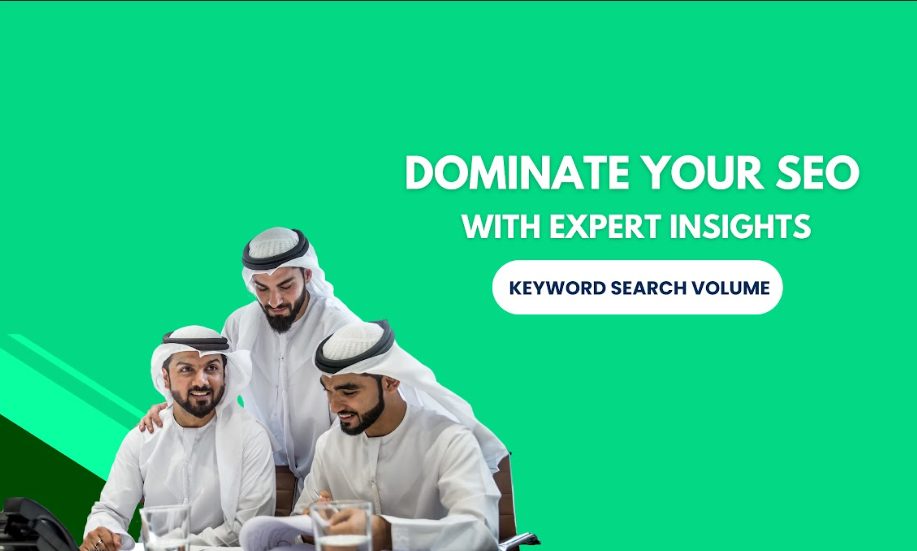 DOMINATE YOUR SEO
WITH EXPERT INSIGHTS
KEYWORD SEARCH VOLUME